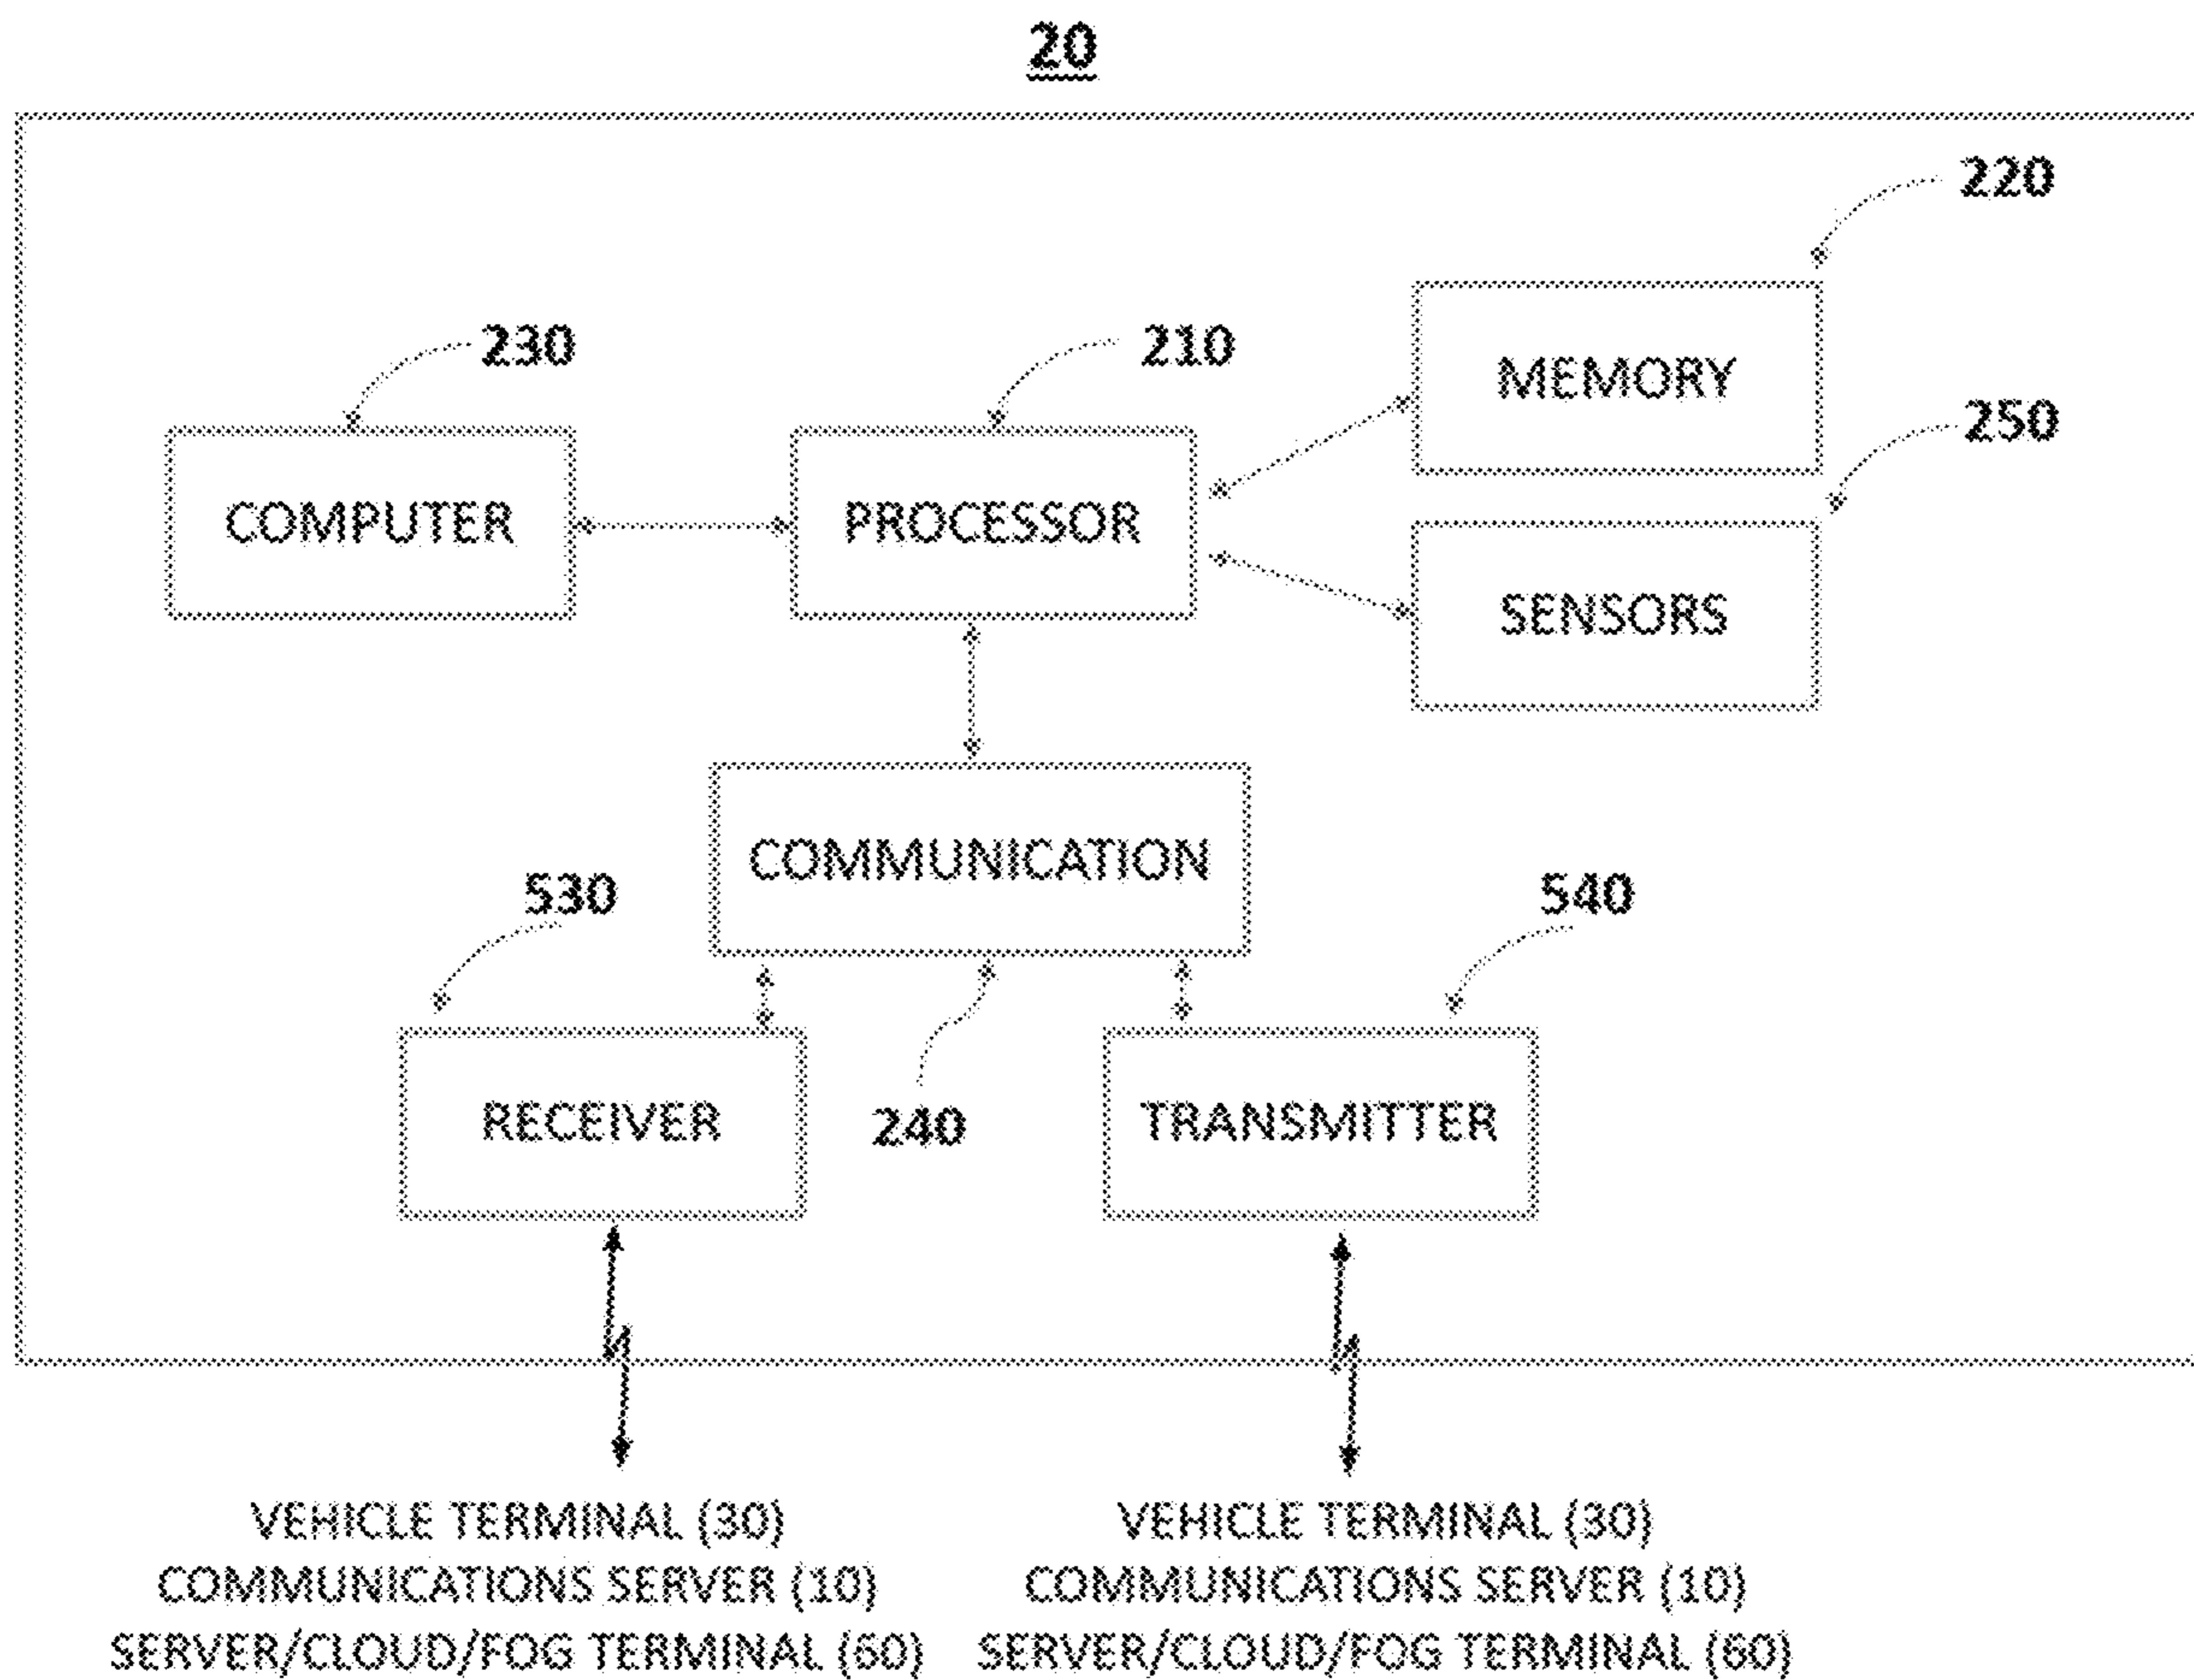 20
220
230
210
MEMORY
250
COMPUTER
PROCESSOR
SENSORS
COMMUNICATION
530
540
RECEIVER
240
TRANSMITTER
VEHICLE TERMINAL (30)
COMMUNICATIONS SERVER (10)
SERVER/CLOUD/FOG TERMINAL (60)
VEHICLE TERMINAL (30)
COMMUNICATIONS SERVER (10)
SERVER/CLOUD/FOG TERMINAL (60)